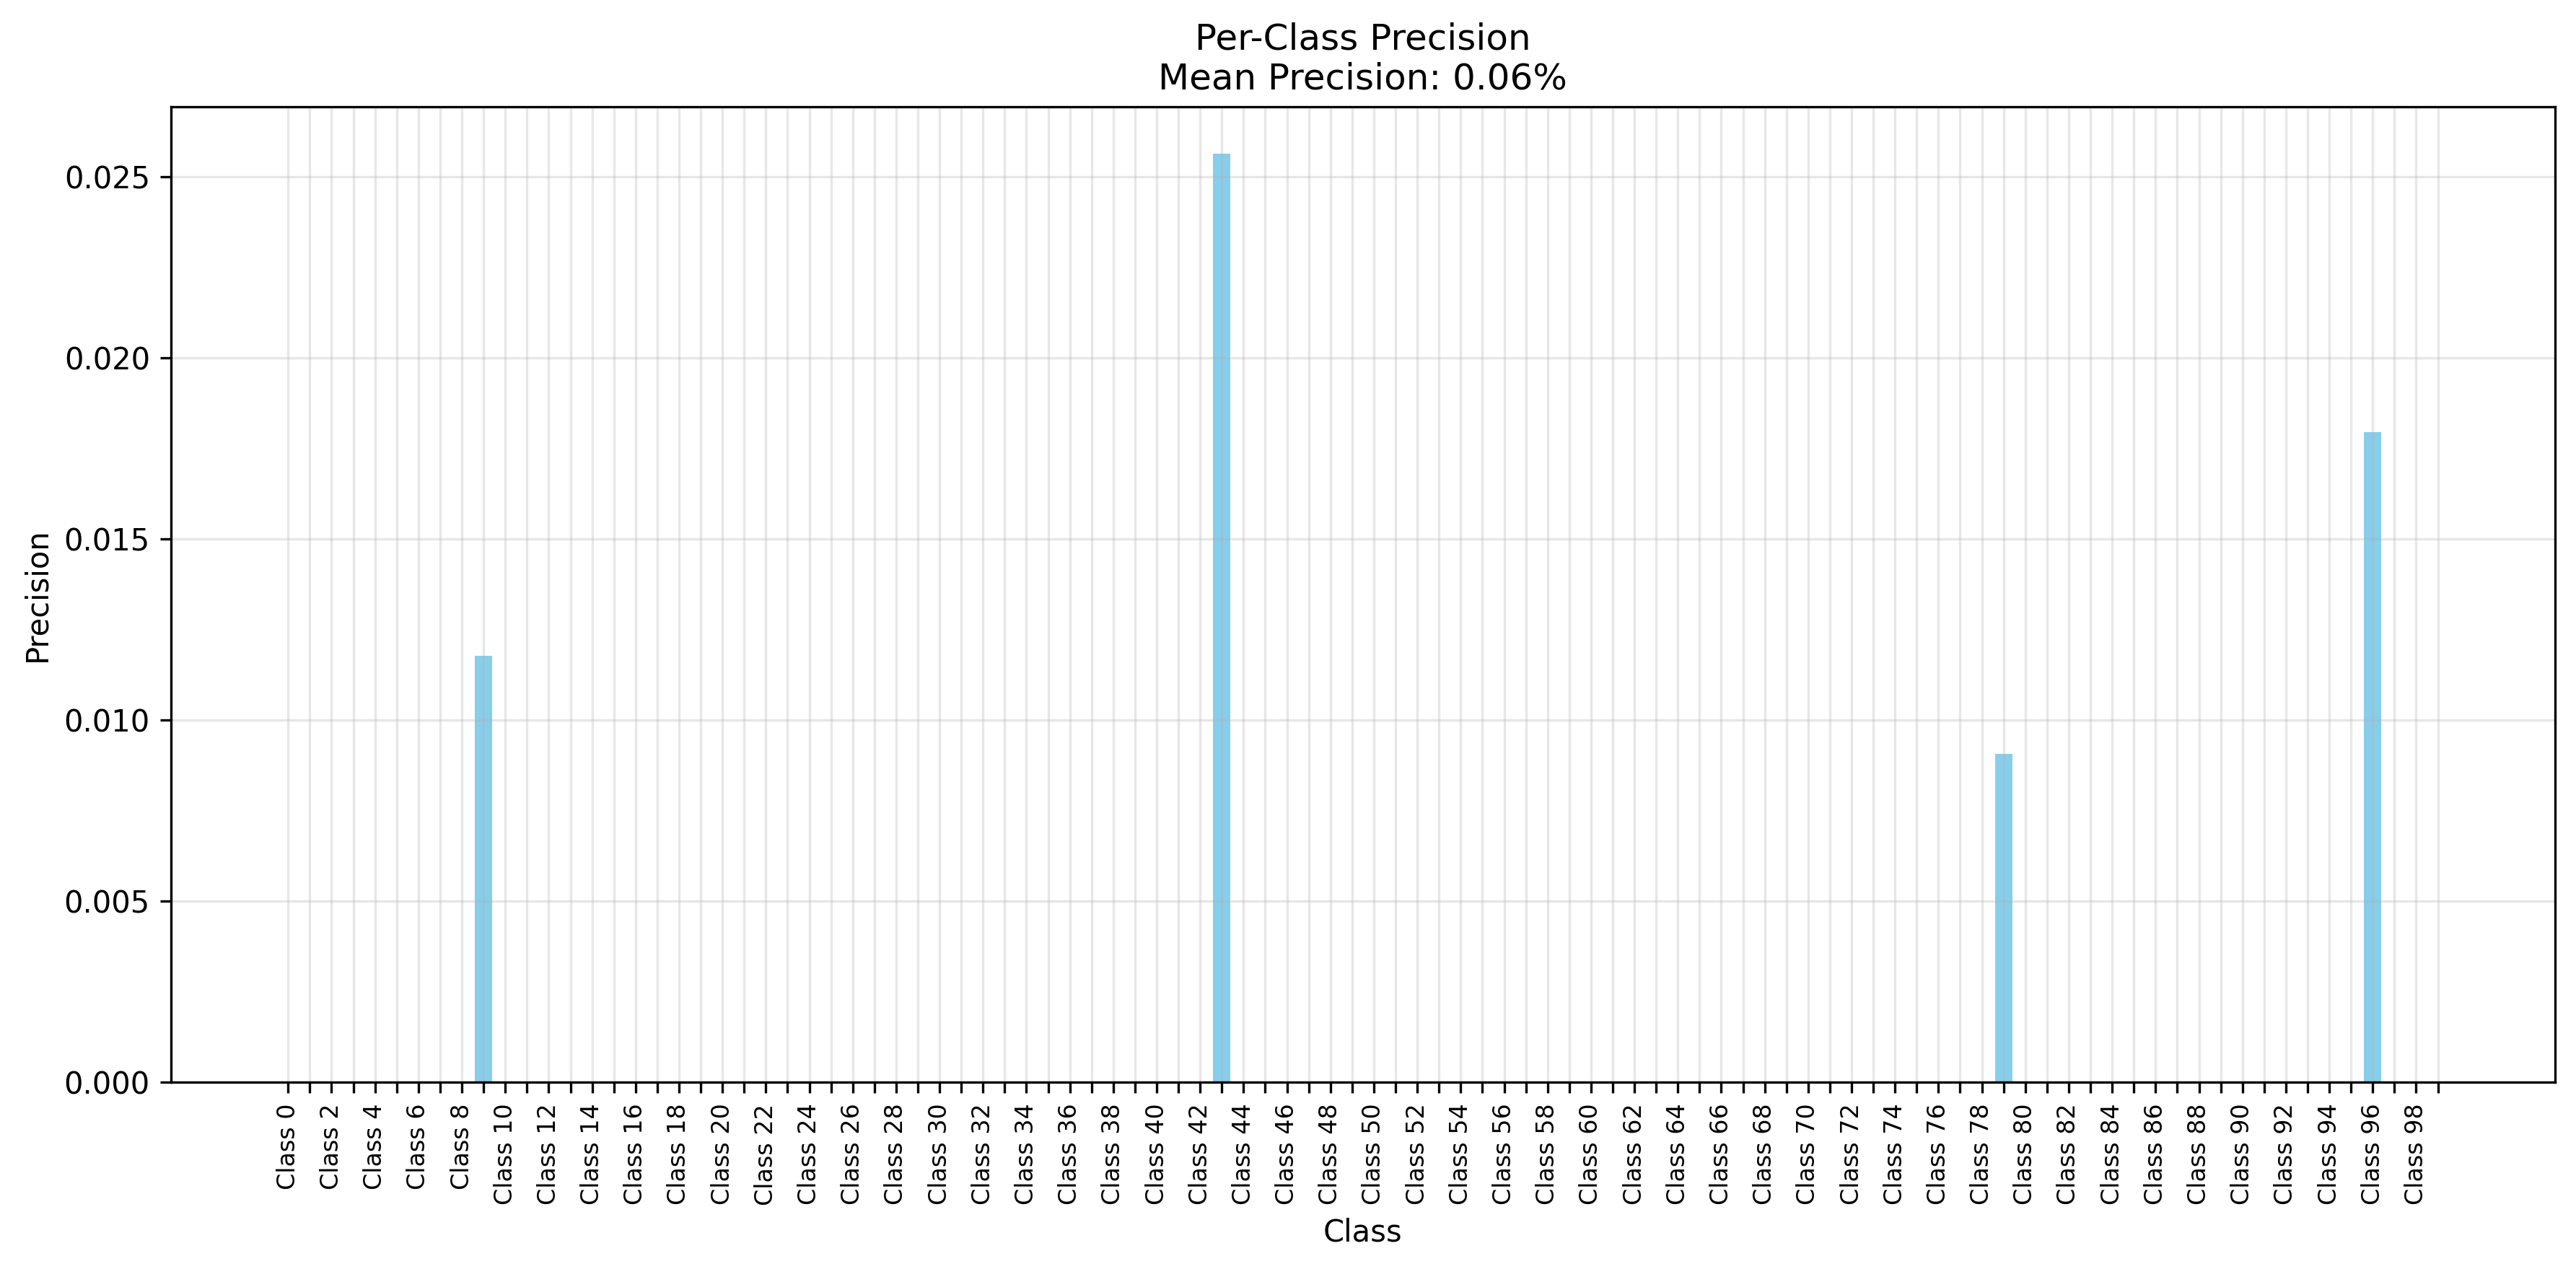 Per-Class Precision
Mean Precision: 0.06%
Precision
0.025
0.020
0.015
0.010
0.005
0.000
Class 0
Class 2
Class 4
Class 6
Class 8
Class 10
Class 12
Class 14
Class 16
Class 18
Class 20
Class 22
Class 24
Class 26
Class 28
Class 30
Class 32
Class 34
Class 36
Class 38
Class 40
Class 42
Class 44
Class 46
Class 48
Class 50
Class 52
Class 54
Class 56
Class 58
Class 60
Class 62
Class 64
Class 66
Class 68
Class 70
Class 72
Class 74
Class 76
Class 78
Class 80
Class 82
Class 84
Class 86
Class 88
Class 90
Class 92
Class 94
Class 96
Class 98
Class